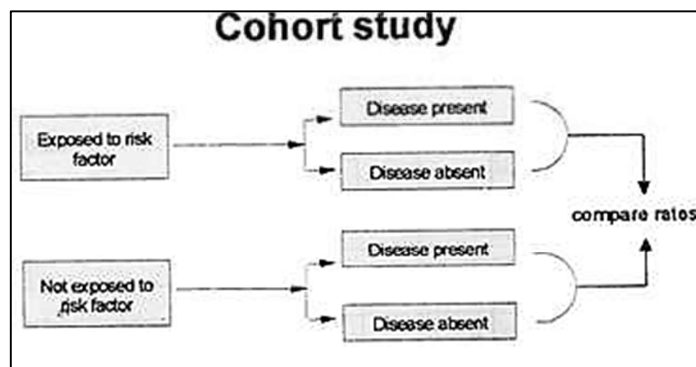 Cohort study
Exposed to risk
factor
Disease present
Disease absent
compare rates
Not exposed to
risk factor
Disease present
Disease absent